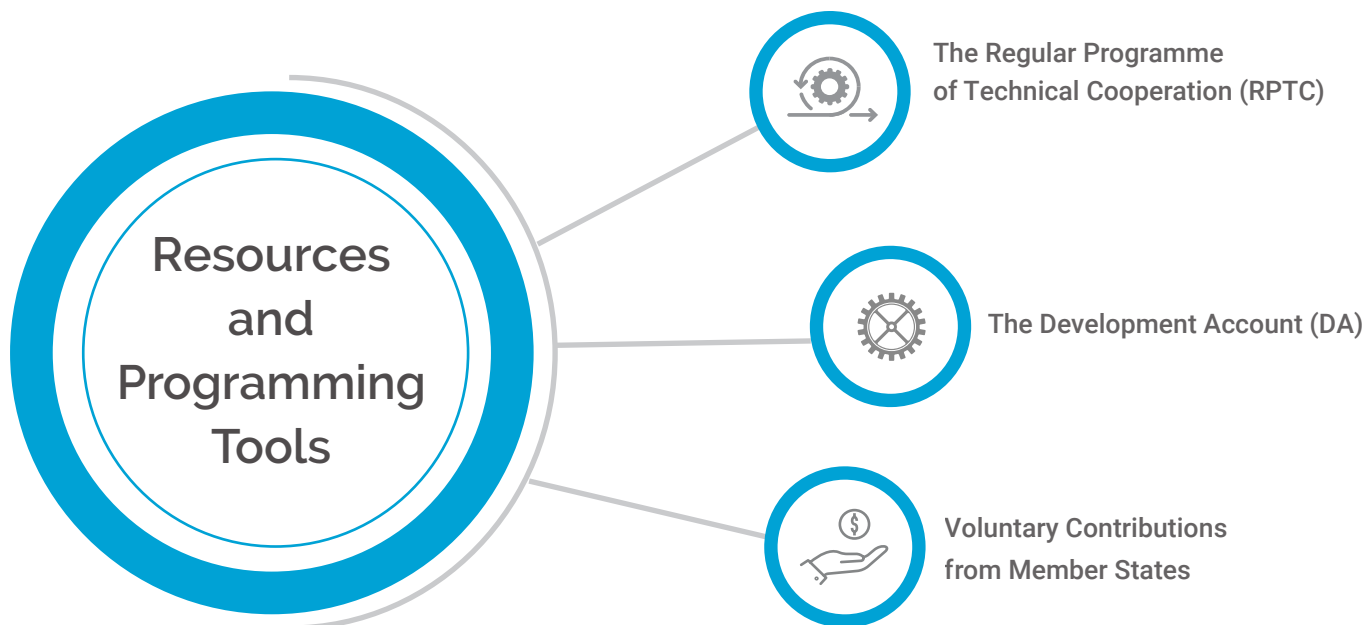 Resources
and
Programming
Tools
The Regular Programme
of Technical Cooperation (RPTC)
The Development Account (DA)
Voluntary Contributions
from Member States